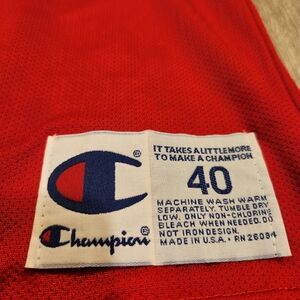 ®
Champion®
IT TAKES A LITTLE MORE
TO MAKE A CHAMPION
40
MACHINE WASH WARM
SEPARATELY. TUMBLE DRY
LOW. ONLY NON-CHLORINE
BLEACH WHEN NEEDED. DO
NOT IRON DESIGN.
MADE IN U.S.A. • RN 26094